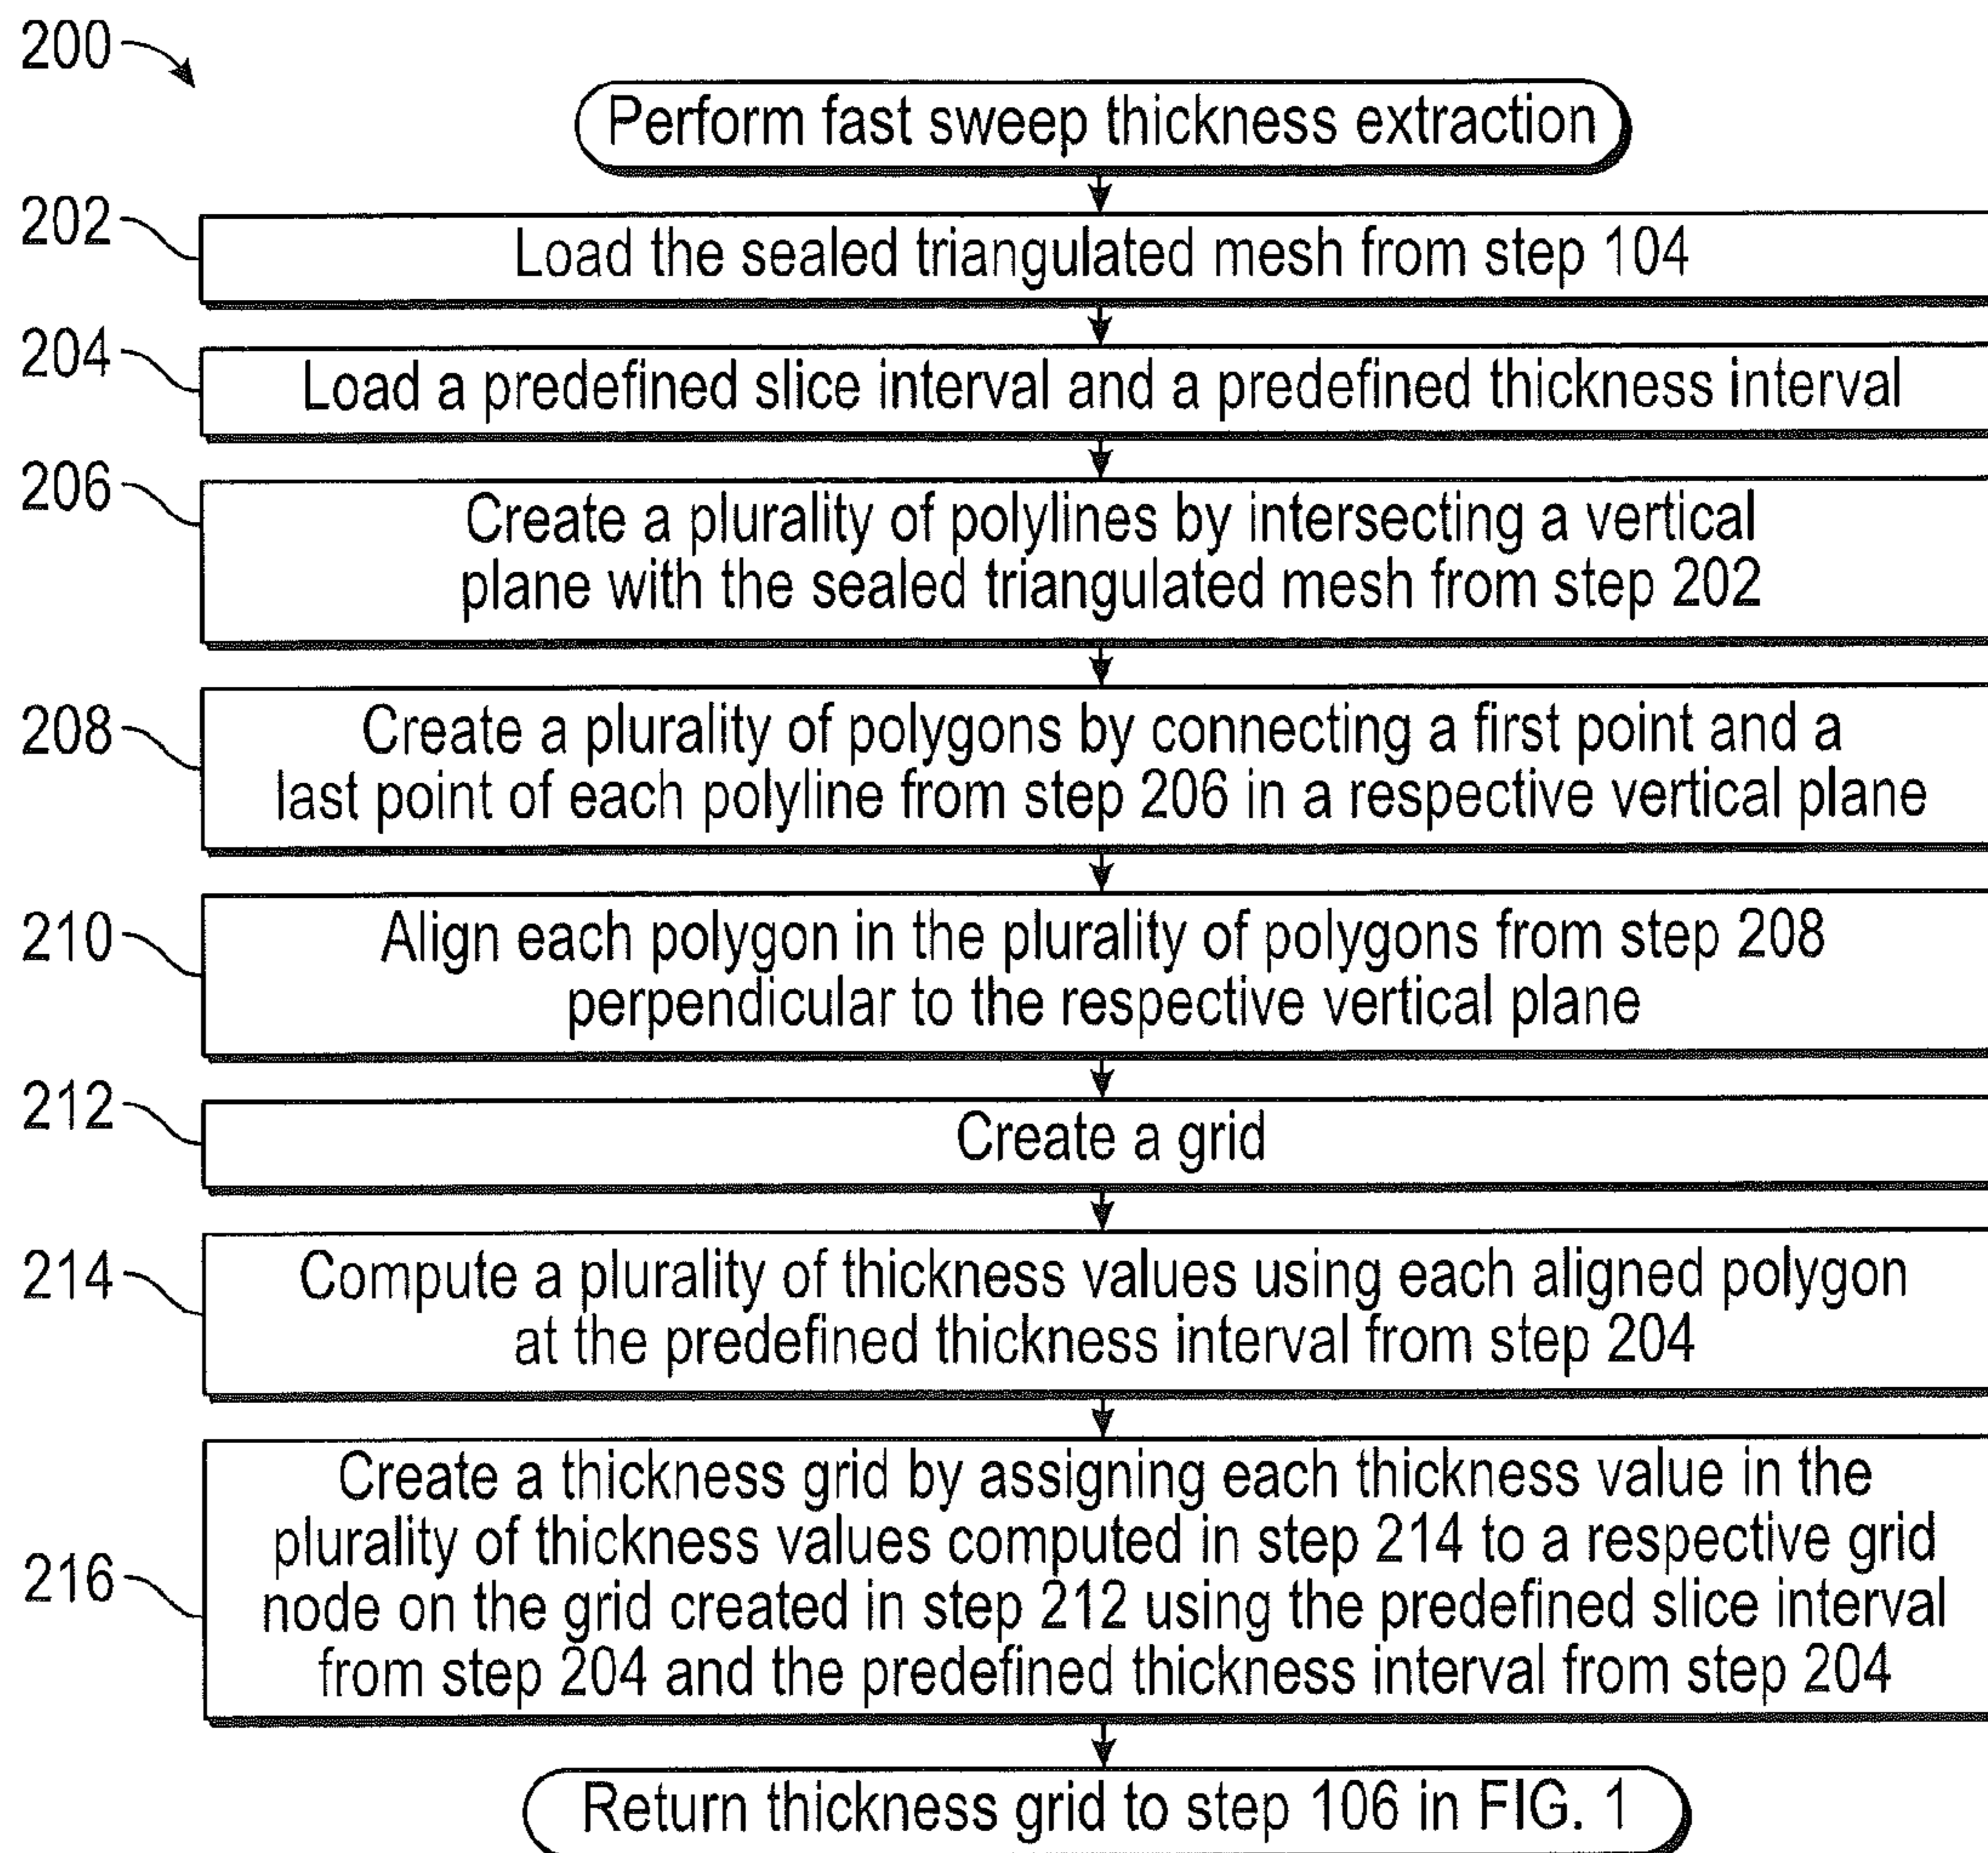 200
Perform fast sweep thickness extraction
202
Load the sealed triangulated mesh from step 104
204
Load a predefined slice interval and a predefined thickness interval
206
Create a plurality of polylines by intersecting a vertical
plane with the sealed triangulated mesh from step 202
208
Create a plurality of polygons by connecting a first point and a
last point of each polyline from step 206 in a respective vertical plane
210
Align each polygon in the plurality of polygons from step 208
perpendicular to the respective vertical plane
212
Create a grid
214
Compute a plurality of thickness values using each aligned polygon
at the predefined thickness interval from step 204
216
Create a thickness grid by assigning each thickness value in the
plurality of thickness values computed in step 214 to a respective grid
node on the grid created in step 212 using the predefined slice interval
from step 204 and the predefined thickness interval from step 204
Return thickness grid to step 106 in FIG. 1